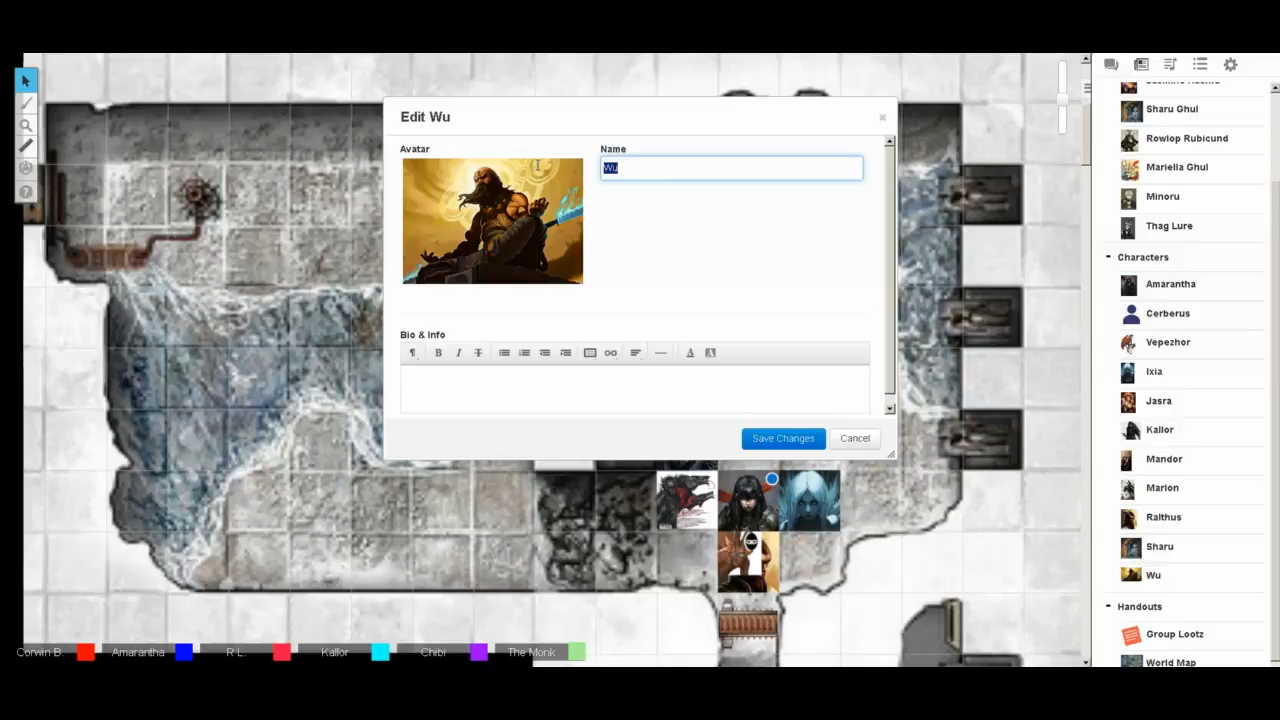 Edit Wu
Avatar
Name
Wu
Bio & Info
Save Changes
Cancel
Sharu Ghul
Rowlop Rubicund
Mariella Ghul
Minoru
Thag Lure
Characters
Amarantha
Cerberus
Vepezhor
Ixia
Jasra
Kallor
Mandor
Marlon
Ralthus
Sharu
Wu
Handouts
Group Lootz
World Map
Corwin B.
Amarantha
R L.
Kallor
Chibi
The Monk